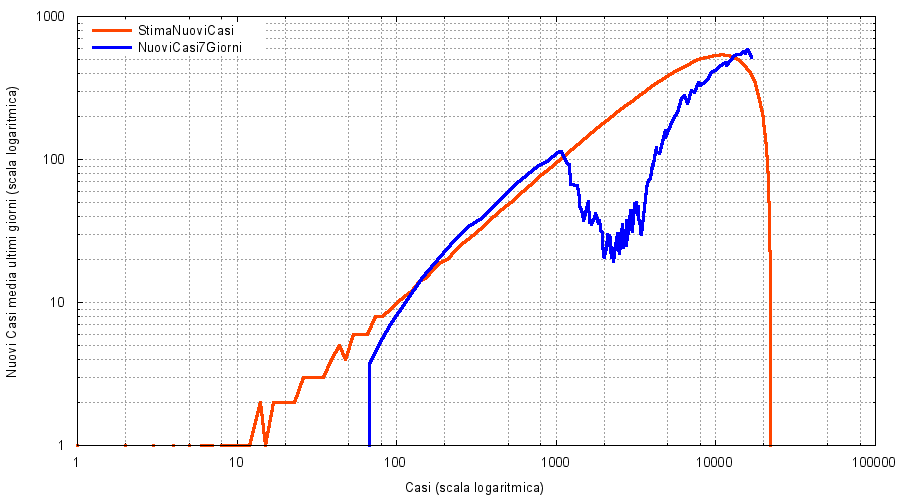 StimaNuoviCasi
NuoviCasi7Giorni
1000
100
10
1
1
10
100
1000
10000
100000
Nuovi Casi media ultimi giorni (scala logaritmica)
Casi (scala logaritmica)